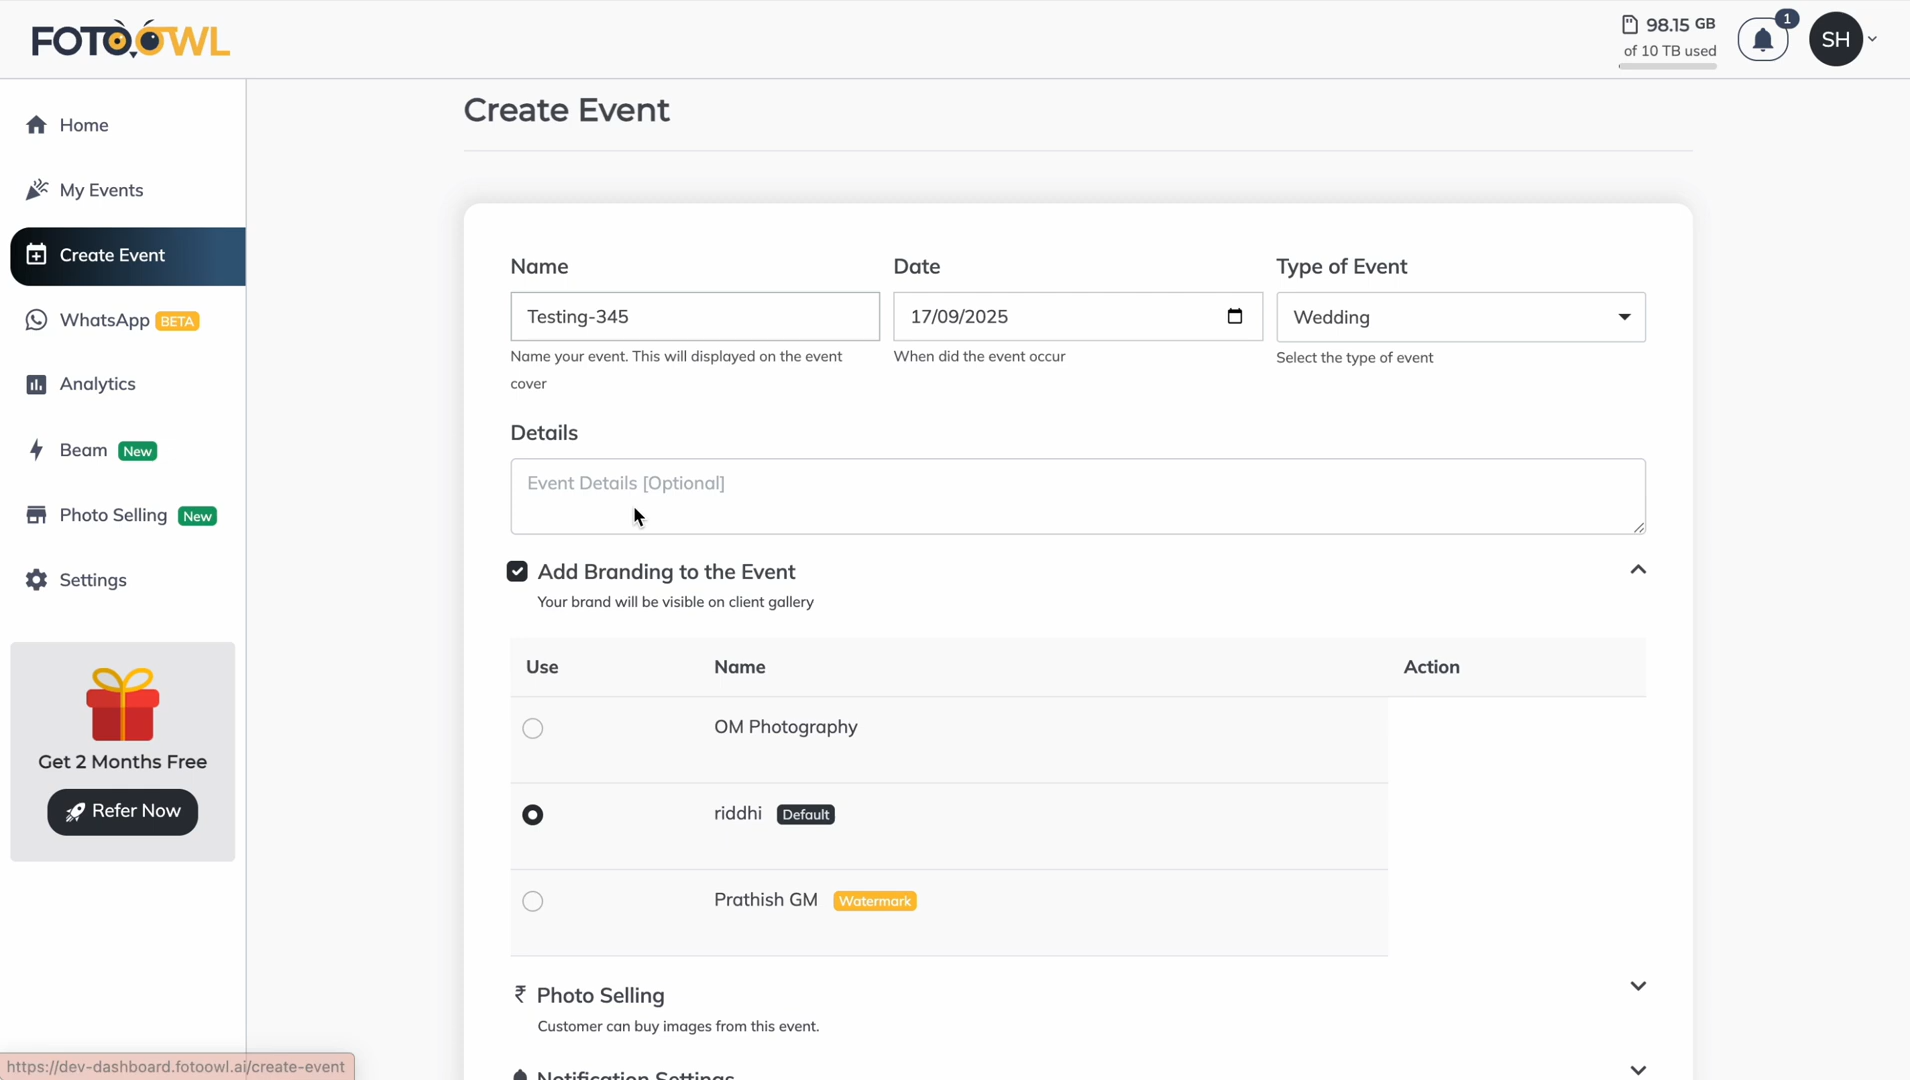 FOTOOWL
98.15 GB
of 10 TB used
1
SH
Home
My Events
Create Event
WhatsApp BETA
Analytics
Beam New
Photo Selling New
Settings
Get 2 Months Free
Refer Now
Create Event
Name
Date
Type of Event
Testing-345
17/09/2025
Wedding
Name your event. This will displayed on the event
cover
When did the event occur
Select the type of event
Details
Event Details [Optional]
Add Branding to the Event
Your brand will be visible on client gallery
Use
Name
Action
OM Photography
riddhi Default
Prathish GM Watermark
₹ Photo Selling
Customer can buy images from this event.
Notification Settings
https://dev-dashboard.fotoowl.ai/create-event